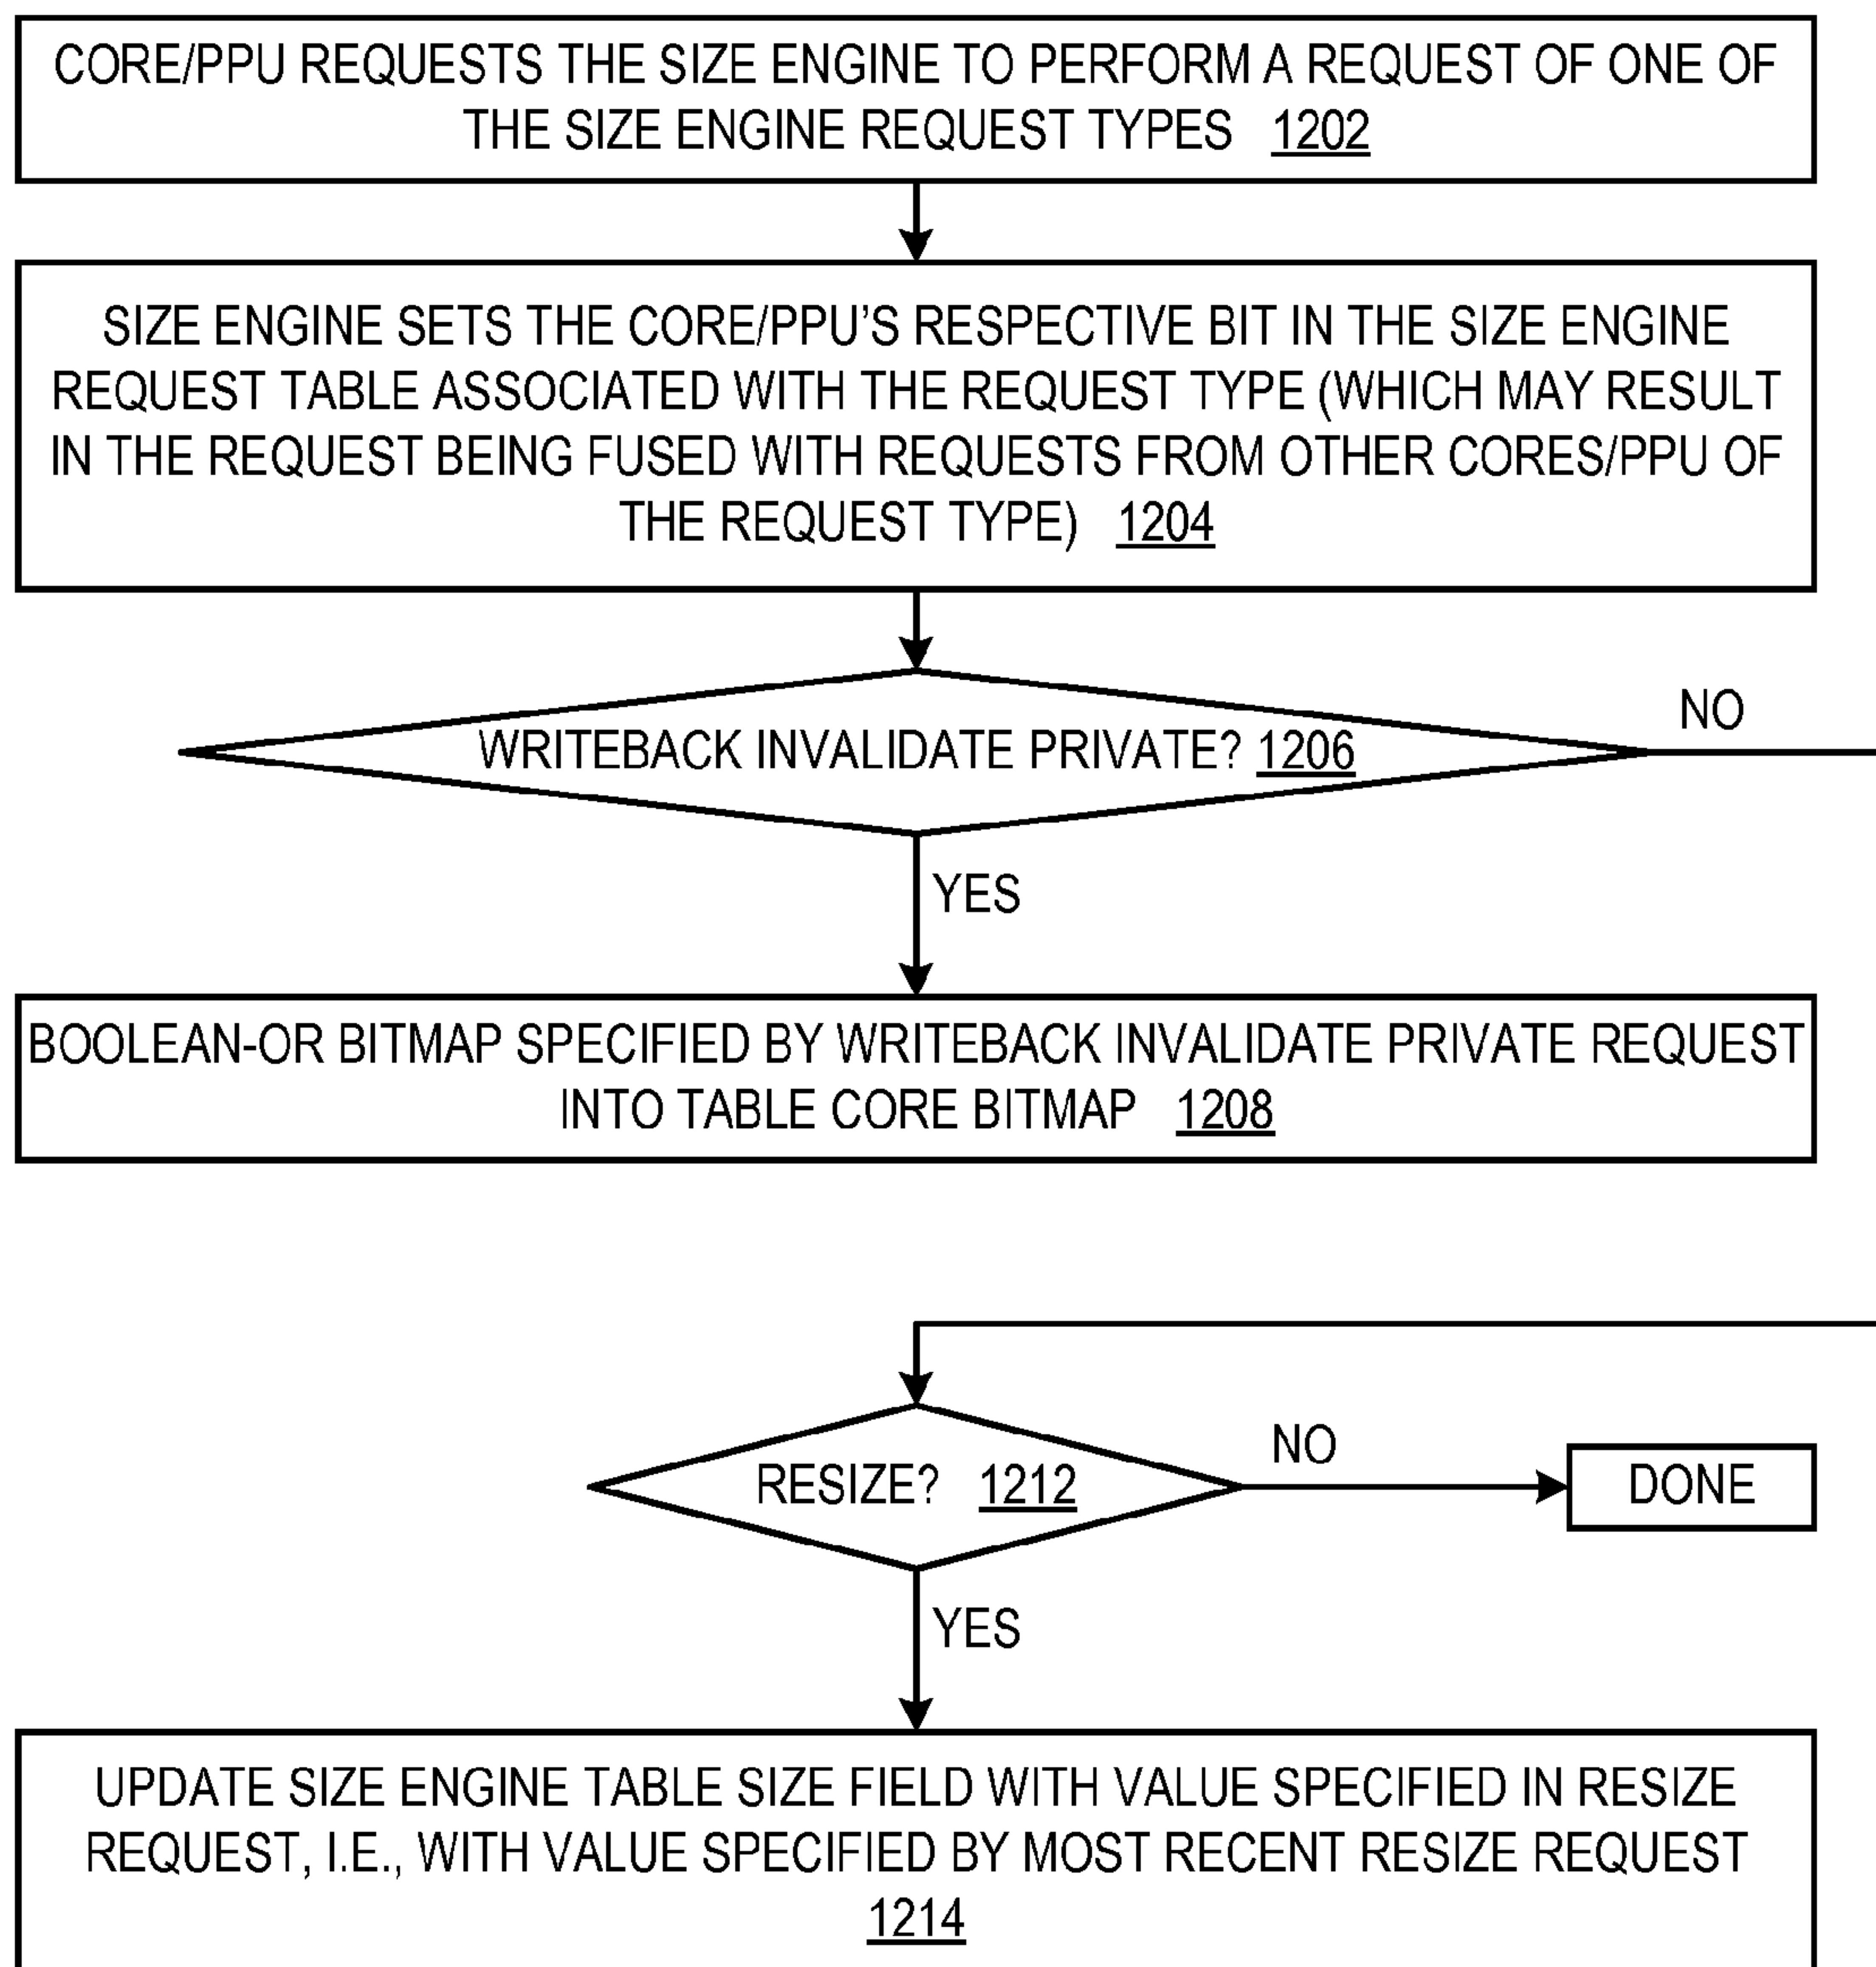 CORE/PPU REQUESTS THE SIZE ENGINE TO PERFORM A REQUEST OF ONE OF
THE SIZE ENGINE REQUEST TYPES 1202
SIZE ENGINE SETS THE CORE/PPU'S RESPECTIVE BIT IN THE SIZE ENGINE
REQUEST TABLE ASSOCIATED WITH THE REQUEST TYPE (WHICH MAY RESULT
IN THE REQUEST BEING FUSED WITH REQUESTS FROM OTHER CORES/PPU OF
THE REQUEST TYPE) 1204
NO
WRITEBACK INVALIDATE PRIVATE? 1206
YES
BOOLEAN-OR BITMAP SPECIFIED BY WRITEBACK INVALIDATE PRIVATE REQUEST
INTO TABLE CORE BITMAP 1208
NO
RESIZE? 1212
DONE
YES
UPDATE SIZE ENGINE TABLE SIZE FIELD WITH VALUE SPECIFIED IN RESIZE
REQUEST, I.E., WITH VALUE SPECIFIED BY MOST RECENT RESIZE REQUEST
1214